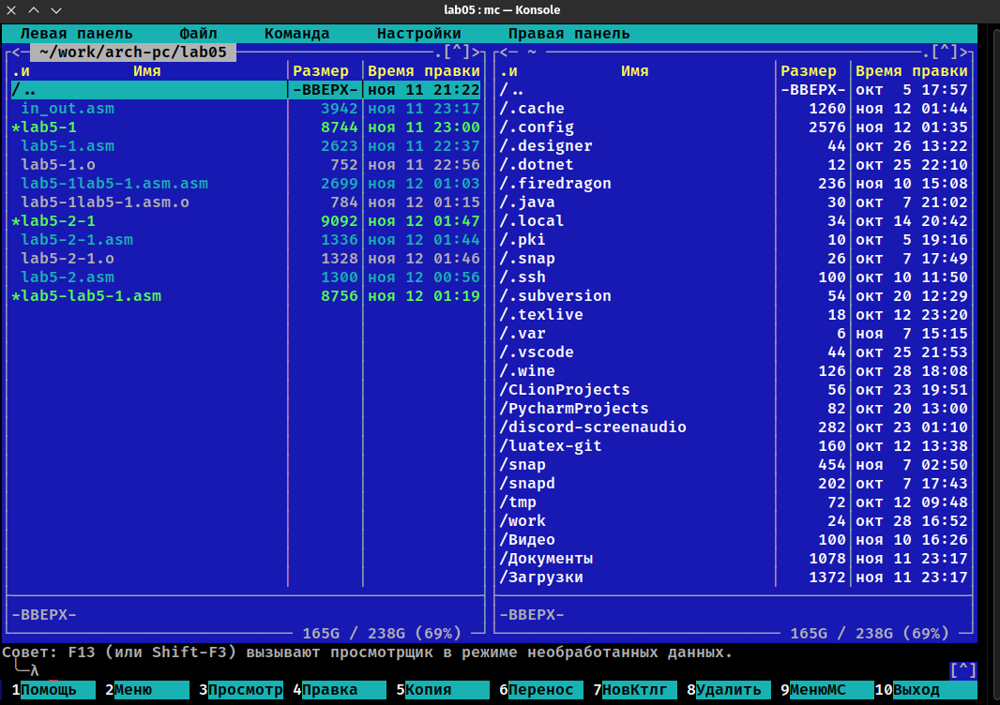 lab05 : mc — Konsole
Левая панель Файл Команда Настройки Правая панель
<─ ~/work/arch-pc/lab05 .[^]> <─ ~ .[^]>
.и Имя Размер Время правки .и Имя Размер Время правки
/.. -ВВЕРХ- ноя 11 21:22 /.. -ВВЕРХ- окт 5 17:57
in_out.asm 3942 ноя 11 23:17 /.cache 1260 ноя 12 01:44
*lab5-1 8744 ноя 11 23:00 /.config 2576 ноя 12 01:35
lab5-1.asm 2623 ноя 11 22:37 /.designer 44 окт 26 13:22
lab5-1.o 752 ноя 11 22:56 /.dotnet 12 окт 25 22:10
lab5-1lab5-1.asm.asm 2699 ноя 12 01:03 /.firedragon 236 ноя 10 15:08
lab5-1lab5-1.asm.o 784 ноя 12 01:15 /.java 30 окт 7 21:02
*lab5-2-1 9092 ноя 12 01:47 /.local 34 окт 14 20:42
lab5-2-1.asm 1336 ноя 12 01:44 /.pki 10 окт 5 19:16
lab5-2-1.o 1328 ноя 12 01:46 /.snap 26 окт 7 17:49
lab5-2.asm 1300 ноя 12 00:56 /.ssh 100 окт 10 11:50
*lab5-lab5-1.asm 8756 ноя 12 01:19 /.subversion 54 окт 20 12:29
/.texlive 18 окт 12 23:20
/.var 6 ноя 7 15:15
/.vscode 44 окт 25 21:53
/.wine 126 окт 28 18:08
/CLionProjects 56 окт 23 19:51
/PycharmProjects 82 окт 20 13:00
/discord-screenaudio 282 окт 23 01:10
/luatex-git 160 окт 12 13:38
/snap 454 ноя 7 02:50
/snapd 202 окт 7 17:43
/tmp 72 окт 12 09:48
/work 24 окт 28 16:52
/Видео 100 ноя 10 16:26
/Документы 1078 ноя 11 23:17
/Загрузки 1372 ноя 11 23:17
-ВВЕРХ- -ВВЕРХ-
165G / 238G (69%) 165G / 238G (69%)
Совет: F13 (или Shift-F3) вызывают просмотрщик в режиме необработанных данных.
╰─λ _ [^]
1Помощь 2Меню 3Просмотр 4Правка 5Копия 6Перенос 7НовКтлг 8Удалить 9МенюMC 10Выход